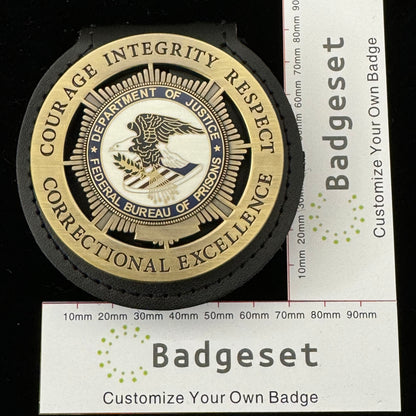 COURAGE INTEGRITY RESPECT
CORRECTIONAL EXCELLENCE
DEPARTMENT OF JUSTICE
FEDERAL BUREAU OF PRISONS
10mm 20mm 30mm 40mm 50mm 60mm 70mm 80mm 90mm
Badgeset
Customize Your Own Badge
10mm 20mm 30mm 60mm 70mm 80mm 90mm
Badgeset
Customize Your Own Badge